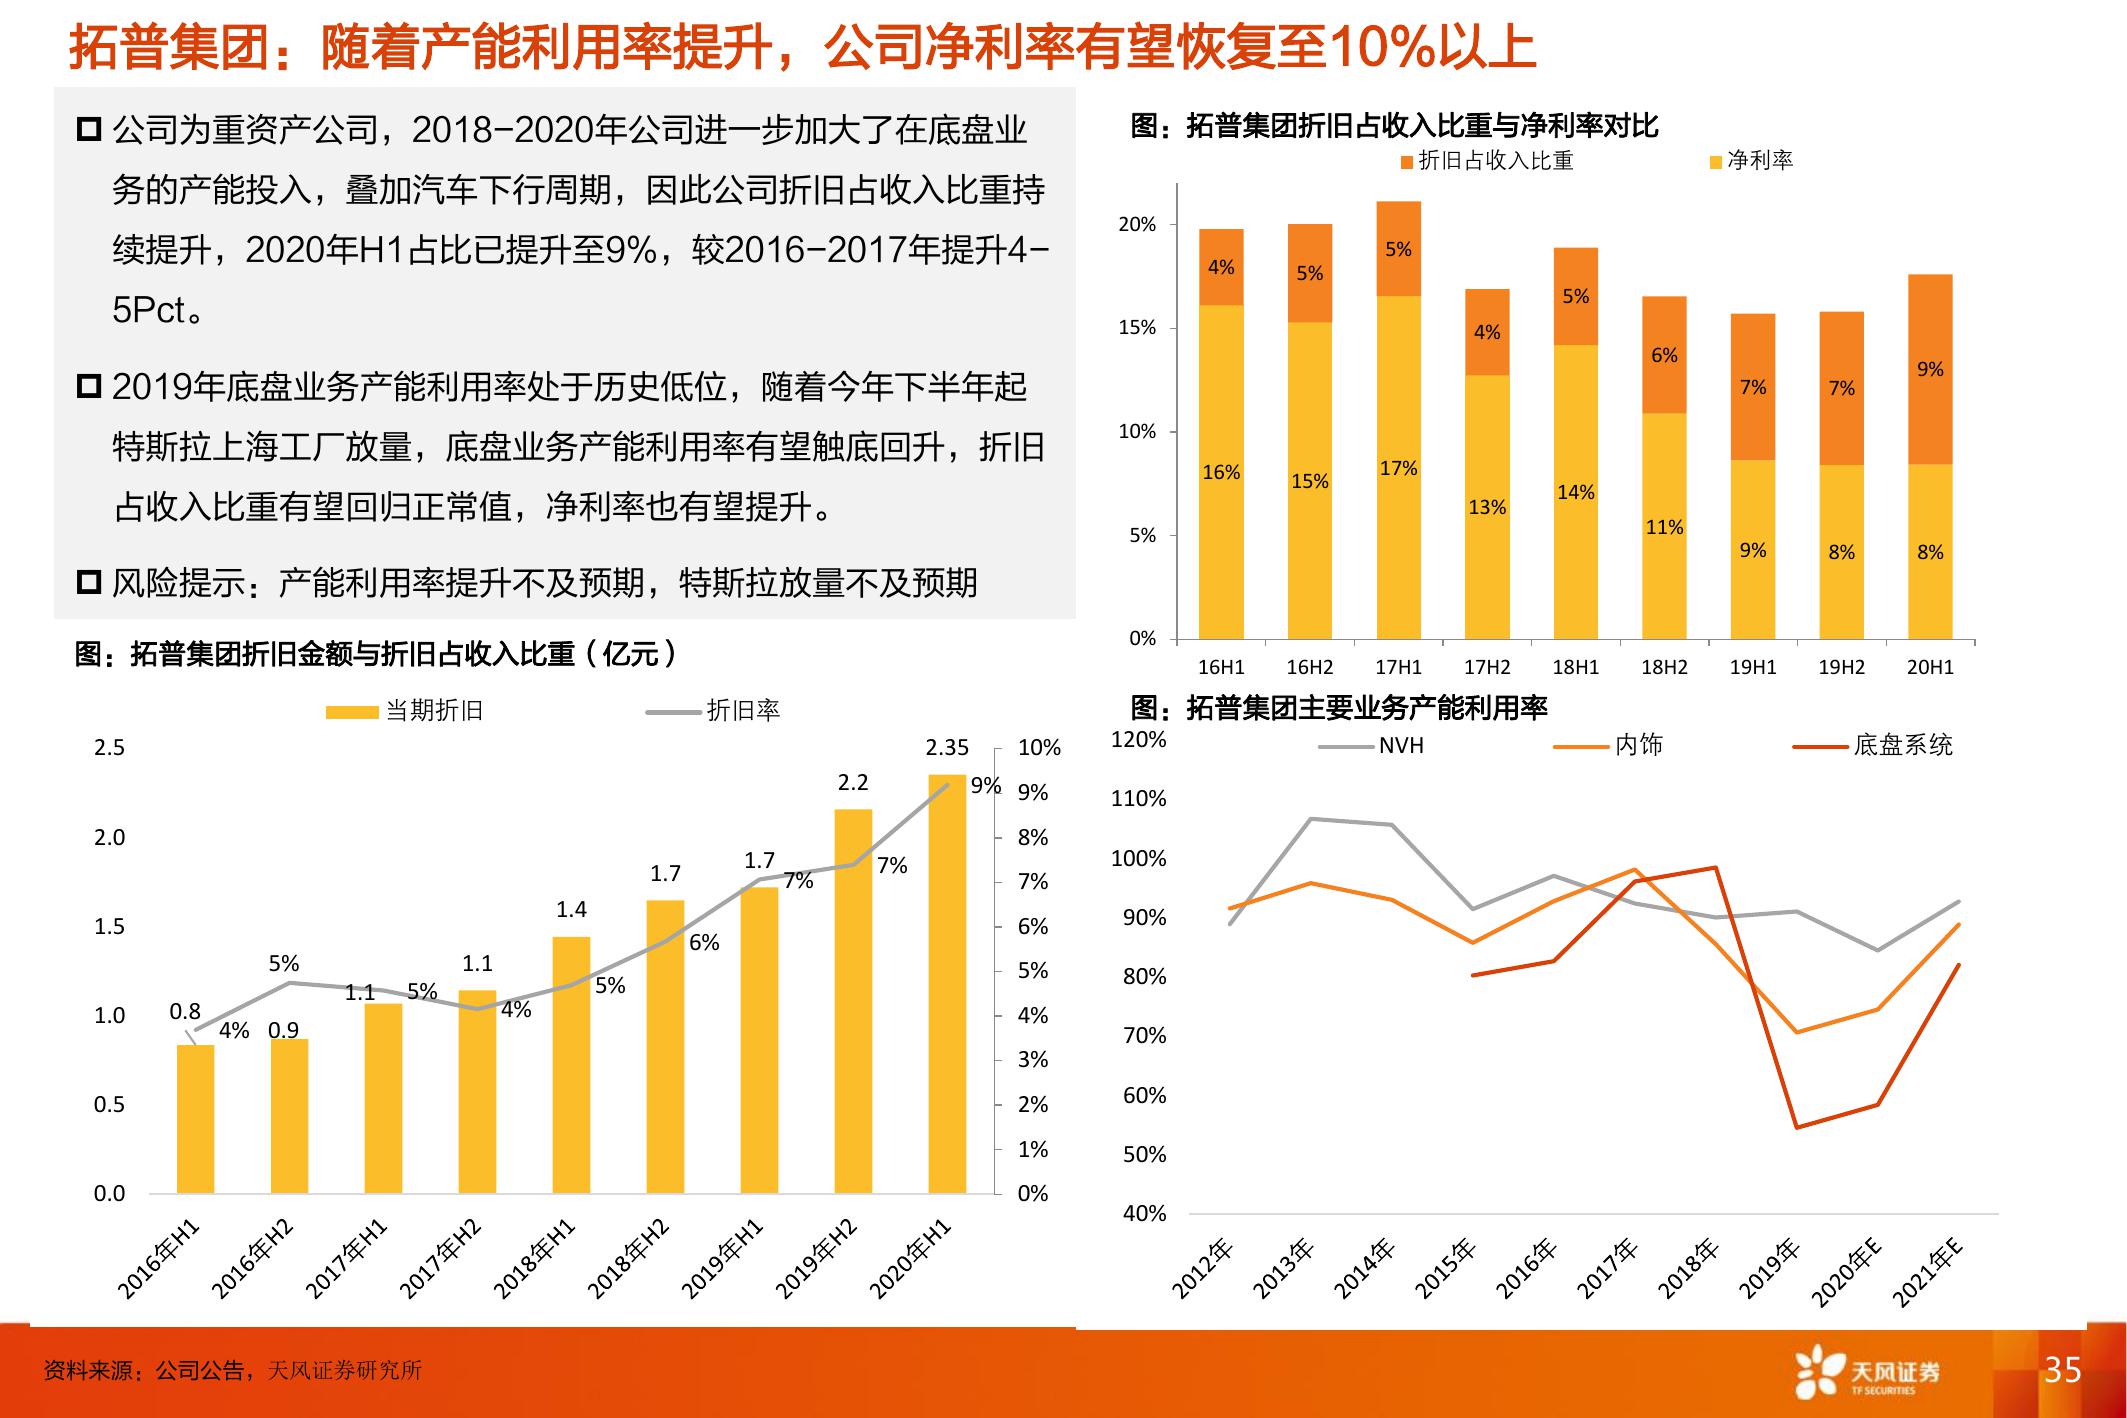 拓普集团：随着产能利用率提升，公司净利率有望恢复至10%以上
公司为重资产公司，2018-2020年公司进一步加大了在底盘业
务的产能投入，叠加汽车下行周期，因此公司折旧占收入比重持
续提升，2020年H1占比已提升至9%，较2016-2017年提升4-
5Pct。
2019年底盘业务产能利用率处于历史低位，随着今年下半年起
特斯拉上海工厂放量，底盘业务产能利用率有望触底回升，折旧
占收入比重有望回归正常值，净利率也有望提升。
风险提示：产能利用率提升不及预期，特斯拉放量不及预期
图：拓普集团折旧占收入比重与净利率对比
折旧占收入比重 净利率
20%
15%
10%
5%
0%
4% 5% 5% 4% 5% 6% 7% 7% 9%
16% 15% 17% 13% 14% 11% 9% 8% 8%
16H1 16H2 17H1 17H2 18H1 18H2 19H1 19H2 20H1
图：拓普集团折旧金额与折旧占收入比重（亿元）
当期折旧 折旧率
2.5
2.0
1.5
1.0
0.5
0.0
0.8 0.9 1.1 1.1 1.4 1.7 1.7 2.2 2.35
4% 5% 5% 4% 5% 6% 7% 7% 9%
10%
9%
8%
7%
6%
5%
4%
3%
2%
1%
0%
2016年H1 2016年H2 2017年H1 2017年H2 2018年H1 2018年H2 2019年H1 2019年H2 2020年H1
图：拓普集团主要业务产能利用率
NVH 内饰 底盘系统
120%
110%
100%
90%
80%
70%
60%
50%
40%
2012年 2013年 2014年 2015年 2016年 2017年 2018年 2019年 2020年E 2021年E
资料来源：公司公告，天风证券研究所
天风证券
TF SECURITIES
35